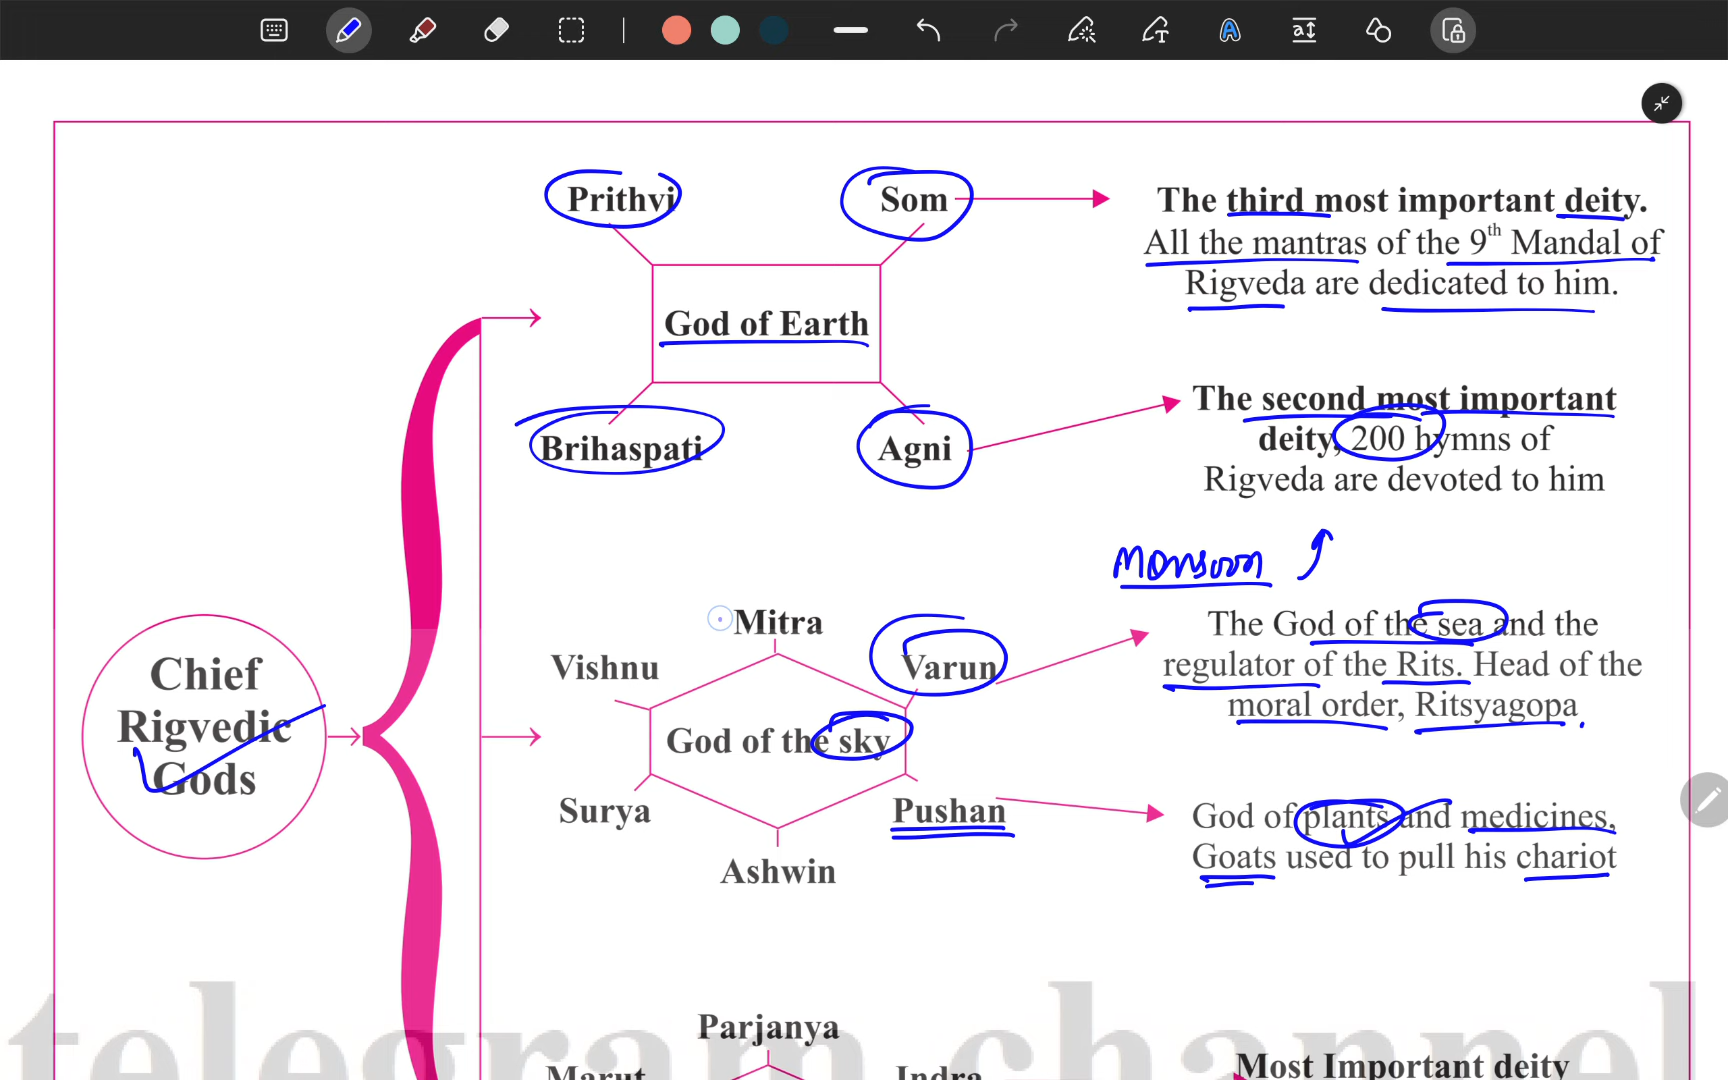 Prithvi
Som
The third most important deity.
All the mantras of the 9th Mandal of
Rigveda are dedicated to him.
God of Earth
Brihaspati
Agni
The second most important
deity, 200 hymns of
Rigveda are devoted to him
Monsoon
Chief
Rigvedic
Gods
Mitra
Vishnu
Varun
The God of the sea and the
regulator of the Rits. Head of the
moral order, Ritsyagopa
God of the sky
Surya
Pushan
God of plants and medicines,
Goats used to pull his chariot
Ashwin
telegram channel
Parjanya
Marut
Indra
Most Important deity